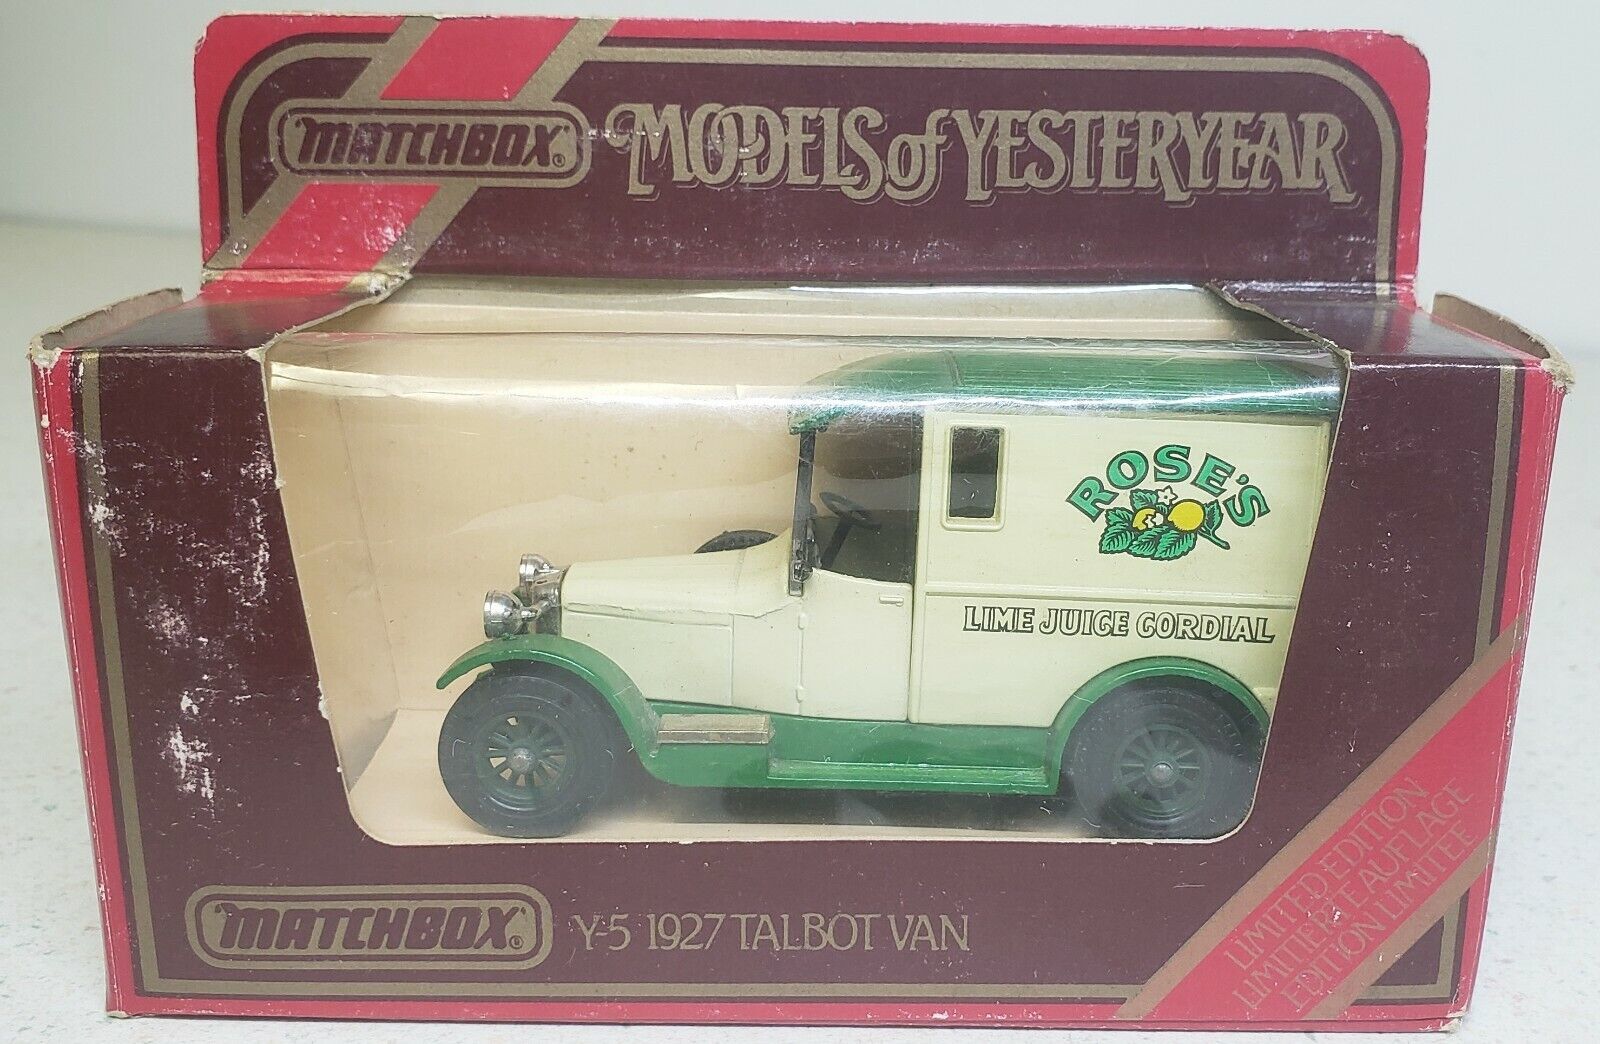 MATCHBOX®
MODELS of YESTERYEAR
ROSE'S
LIME JUICE CORDIAL
MATCHBOX®
Y-5 1927 TALBOT VAN
LIMITED EDITION
LIMITIERTE AUFLAGE
EDITION LIMITEE